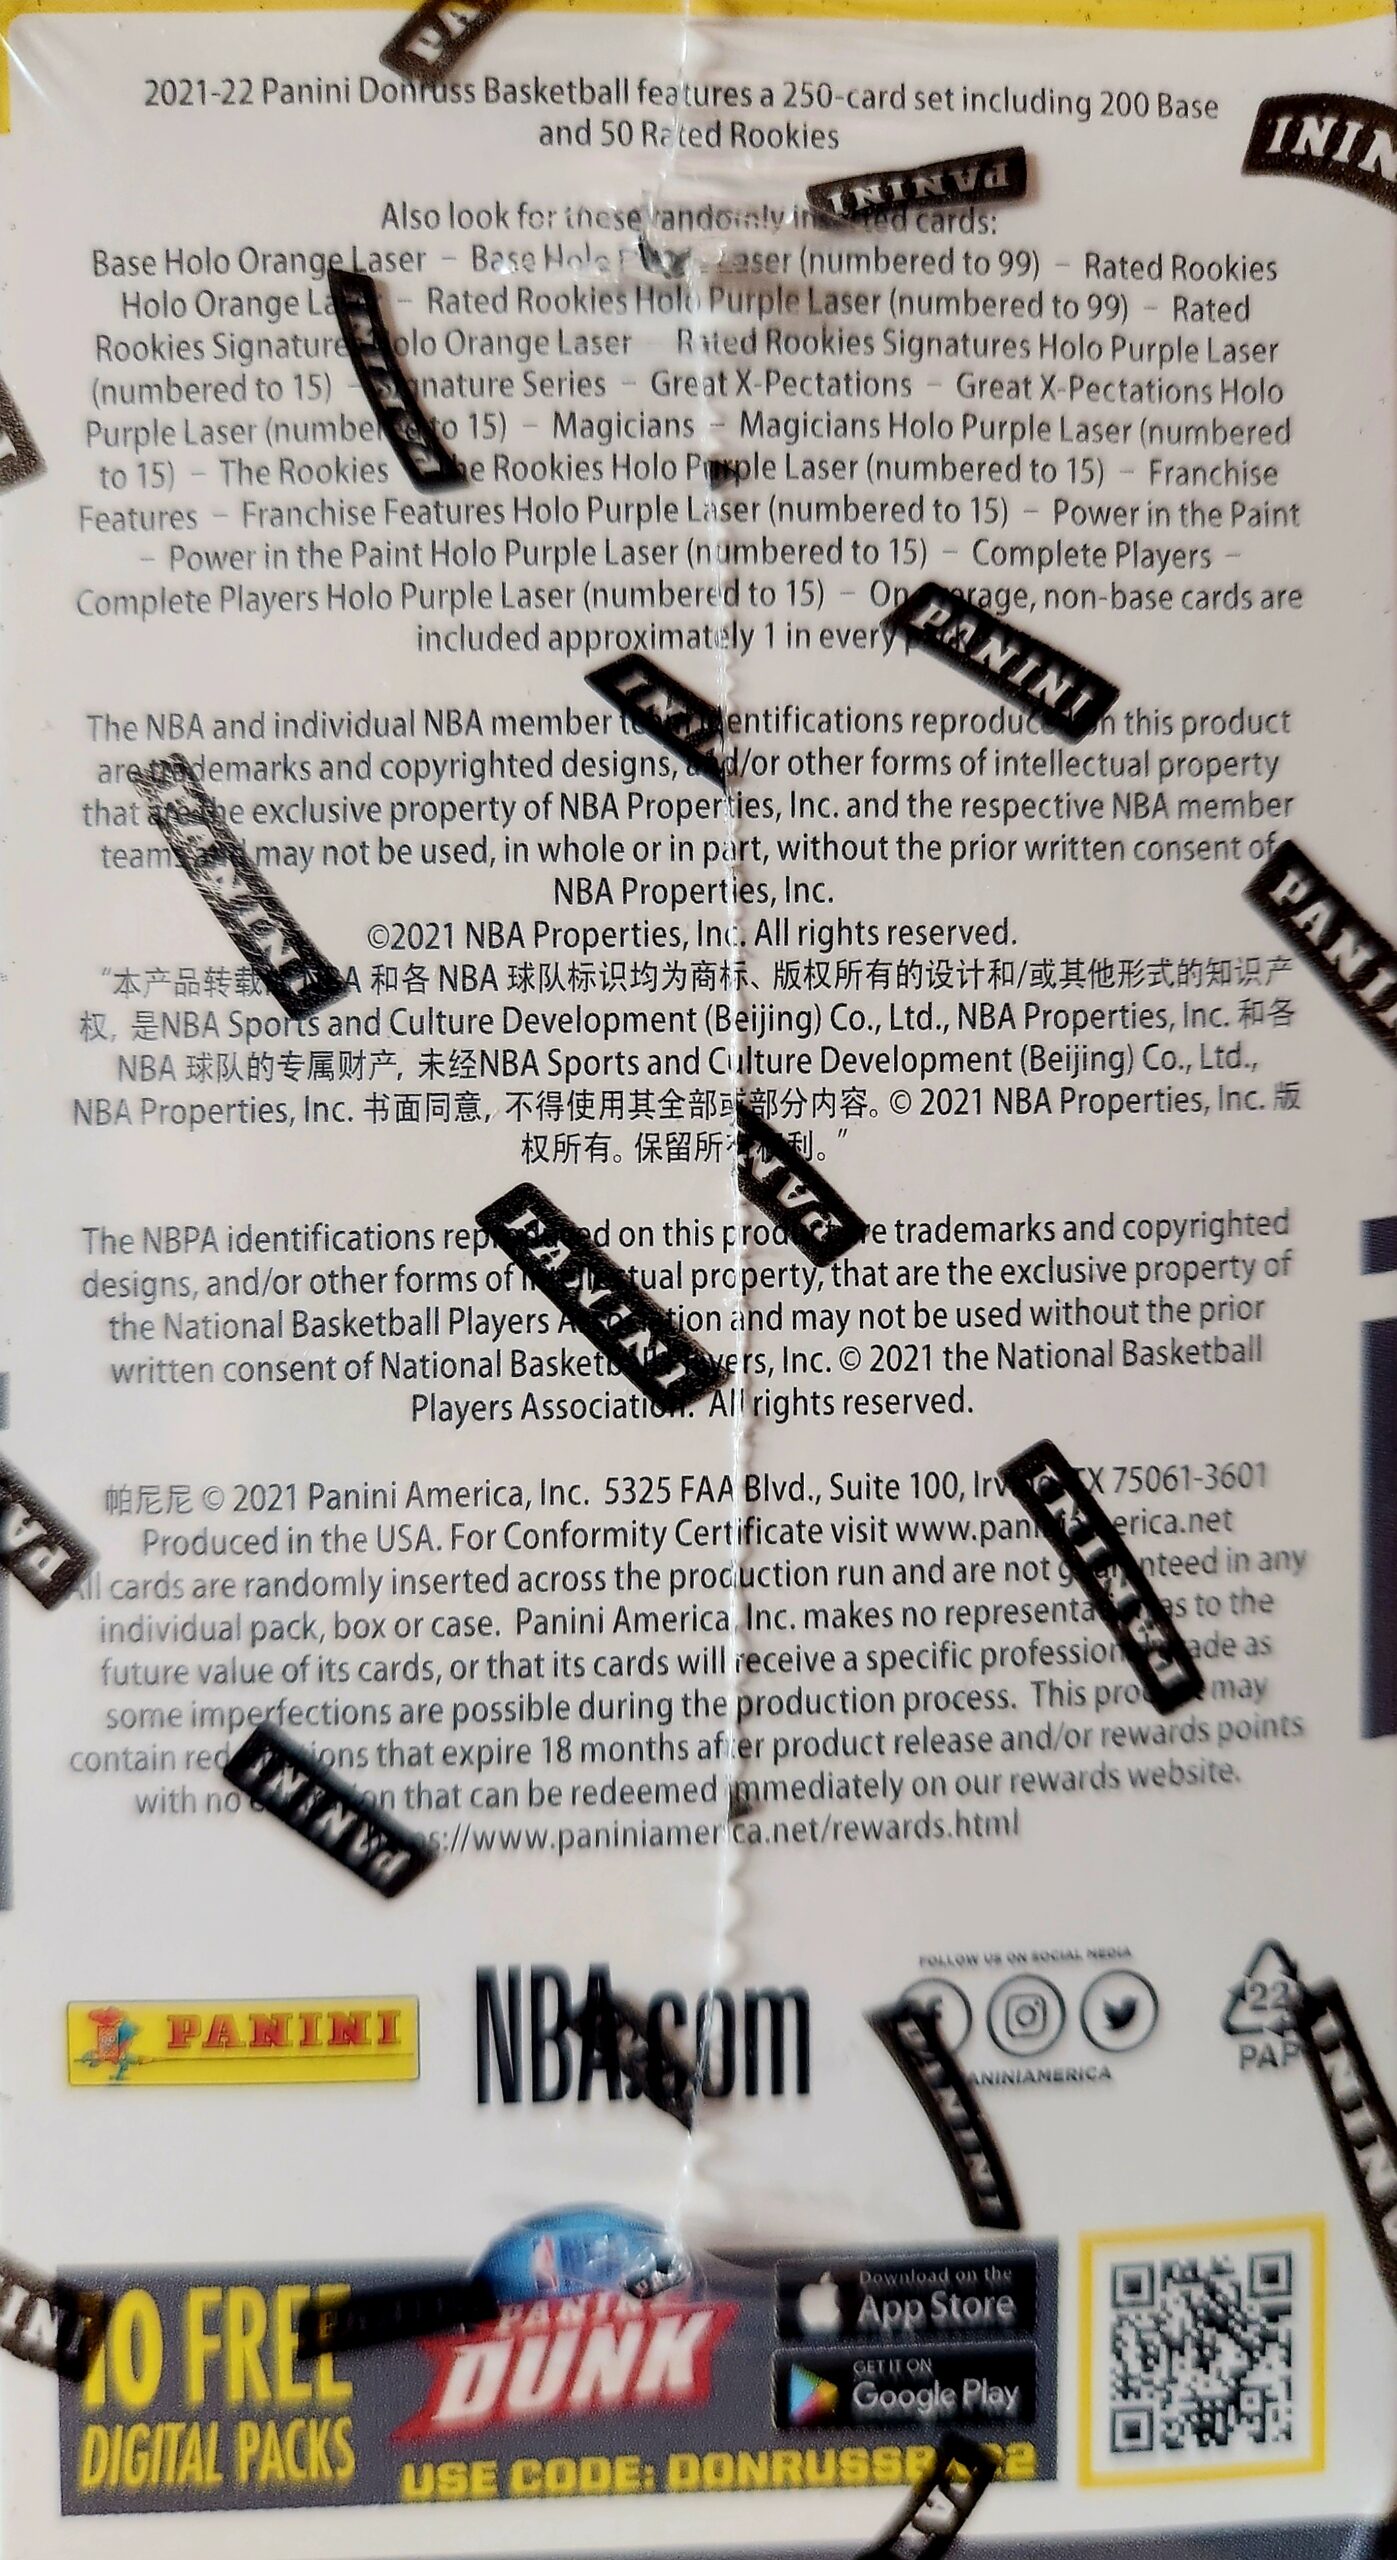 2021-22 Panini Donruss Basketball features a 250-card set including 200 Base
and 50 Rated Rookies
Also look for these randomly cards:
Base Holo Orange Laser – Base Holo Laser (numbered to 99) – Rated Rookies
Holo Orange – Rated Rookies Holo Purple Laser (numbered to 99) – Rated
Rookies Signatures Holo Orange Laser Rated Rookies Signatures Holo Purple Laser
(numbered to 15) – Signature Series – Great X-Pectations – Great X-Pectations Holo
Purple Laser (numbered to 15) – Magicians – Magicians Holo Purple Laser (numbered
to 15) – The Rookies The Rookies Holo Purple Laser (numbered to 15) – Franchise
Features – Franchise Features Holo Purple Laser (numbered to 15) – Power in the Paint
– Power in the Paint Holo Purple Laser (numbered to 15) – Complete Players –
Complete Players Holo Purple Laser (numbered to 15) – On average, non-base cards are
included approximately 1 in every
The NBA and individual NBA member identifications reproduced on this product
are trademarks and copyrighted designs, and/or other forms of intellectual property
that are the exclusive property of NBA Properties, Inc. and the respective NBA member
teams and may not be used, in whole or in part, without the prior written consent of
NBA Properties, Inc.
©2021 NBA Properties, Inc. All rights reserved.
“本产品转载 NBA 和各 NBA 球队标识均为商标、版权所有的设计和/或其他形式的知识产
权, 是NBA Sports and Culture Development (Beijing) Co., Ltd., NBA Properties, Inc. 和各
NBA 球队的专属财产, 未经NBA Sports and Culture Development (Beijing) Co., Ltd.,
NBA Properties, Inc. 书面同意, 不得使用其全部或部分内容。© 2021 NBA Properties, Inc. 版
权所有。保留所有权利。”
The NBPA identifications reproduced on this product are trademarks and copyrighted
designs, and/or other forms of intellectual property, that are the exclusive property of
the National Basketball Players Association and may not be used without the prior
written consent of National Basketball Players, Inc. © 2021 the National Basketball
Players Association. All rights reserved.
帕尼尼 © 2021 Panini America, Inc. 5325 FAA Blvd., Suite 100, Irving, TX 75061-3601
Produced in the USA. For Conformity Certificate visit www.paniniamerica.net
All cards are randomly inserted across the production run and are not guaranteed in any
individual pack, box or case. Panini America, Inc. makes no representations as to the
future value of its cards, or that its cards will receive a specific professional grade as
some imperfections are possible during the production process. This product may
contain redemptions that expire 18 months after product release and/or rewards points
with no expiration that can be redeemed immediately on our rewards website.
https://www.paniniamerica.net/rewards.html
PANINI
NBA.com
FOLLOW US ON SOCIAL MEDIA
PANINIAMERICA
22
PAP
10 FREE
DIGITAL PACKS
PANINI
DUNK
USE CODE:
Download on the
App Store
GET IT ON
Google Play